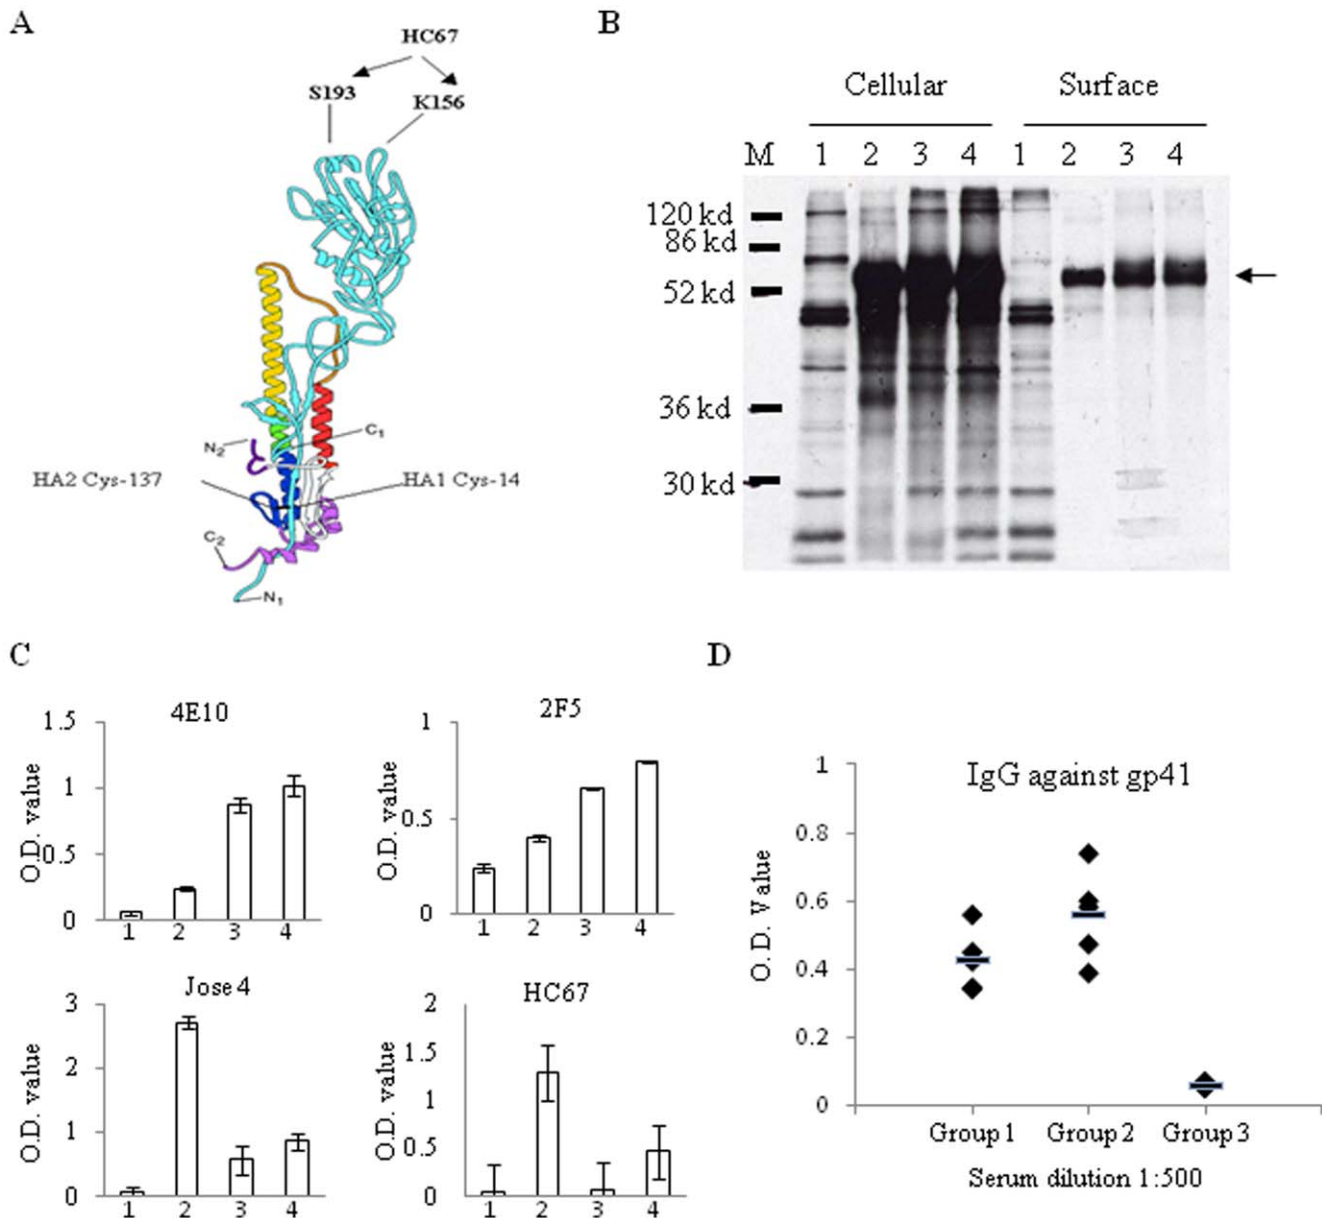 A
HC67
S193
K156
N2
C1
HA2 Cys-137
HA1 Cys-14
C2
N1
B
Cellular Surface
M 1 2 3 4 1 2 3 4
120 kd
86 kd
52 kd
36 kd
30 kd
C
4E10
O.D. value
1.5
1
0.5
0
1 2 3 4
2F5
O.D. value
1
0.5
0
1 2 3 4
Jose 4
O.D. value
3
2
1
0
1 2 3 4
HC67
O.D. value
2
1.5
1
0.5
0
1 2 3 4
D
IgG against gp41
O.D. Value
1
0.8
0.6
0.4
0.2
0
Group 1 Group 2 Group 3
Serum dilution 1:500